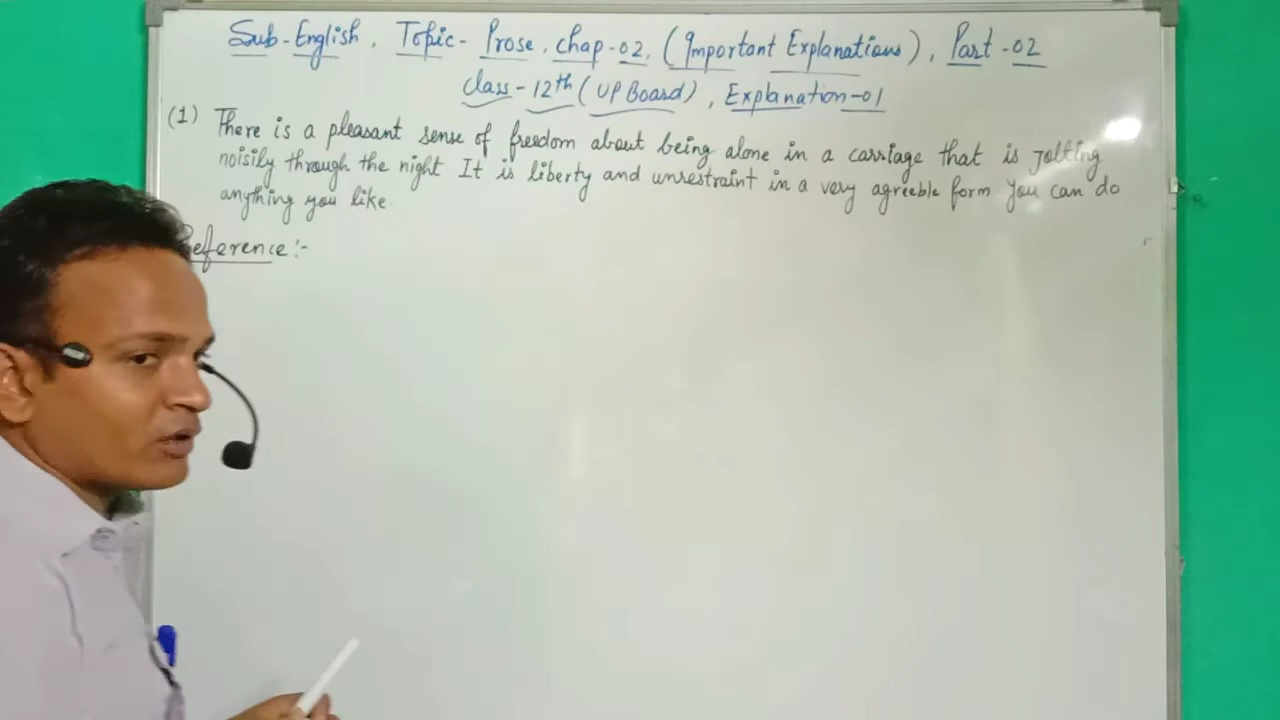 Sub-English, Topic- Prose, chap-02, (Important Explanations), Part-02
Class-12th (UP Board), Explanation-01
(1) There is a pleasant sense of freedom about being alone in a carriage that is jolting
noisily through the night It is liberty and unrestraint in a very agreeable form You can do
anything you like.
Reference:-